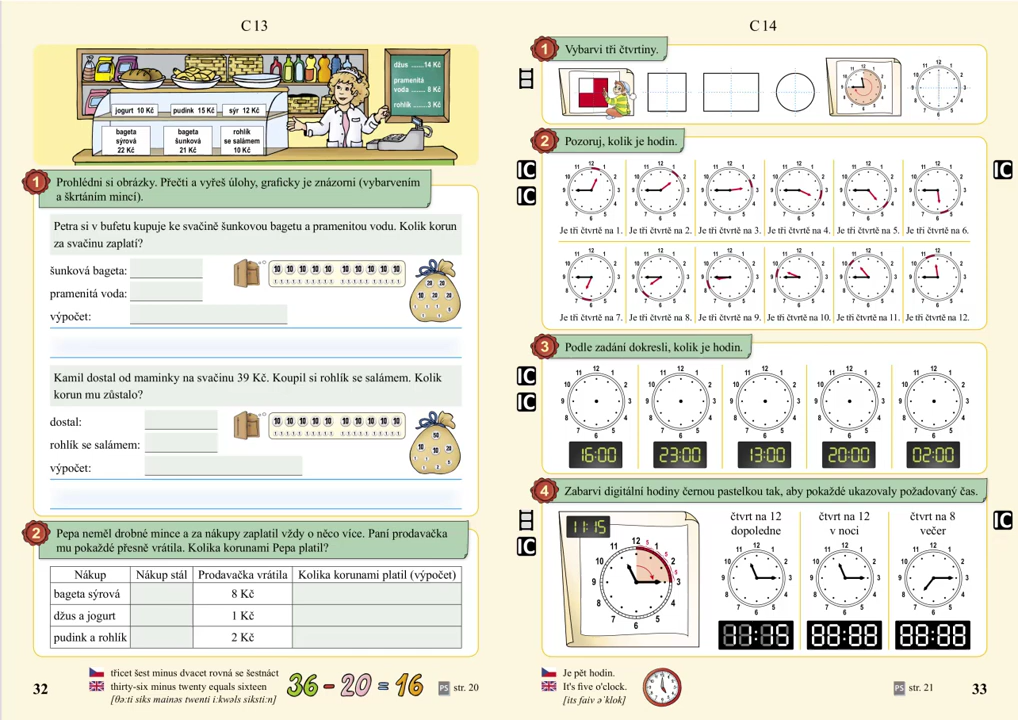 C 13
džus ......14 Kč
pramenitá
voda ...... 8 Kč
rohlík ......3 Kč
jogurt 10 Kč
pudink 15 Kč
sýr 12 Kč
bageta
sýrová
22 Kč
bageta
šunková
21 Kč
rohlík
se salámem
10 Kč
1 Prohlédni si obrázky. Přečti a vyřeš úlohy, graficky je znázorni (vybarvením
a škrtáním mincí).
Petra si v bufetu kupuje ke svačině šunkovou bagetu a pramenitou vodu. Kolik korun
za svačinu zaplatí?
šunková bageta:
pramenitá voda:
výpočet:
Kamil dostal od maminky na svačinu 39 Kč. Koupil si rohlík se salámem. Kolik
korun mu zůstalo?
dostal:
rohlík se salámem:
výpočet:
2 Pepa neměl drobné mince a za nákupy zaplatil vždy o něco více. Paní prodavačka
mu pokaždé přesně vrátila. Kolika korunami Pepa platil?
Nákup Nákup stál Prodavačka vrátila Kolika korunami platil (výpočet)
bageta sýrová 8 Kč
džus a jogurt 1 Kč
pudink a rohlík 2 Kč
32
třicet šest minus dvacet rovná se šestnáct
thirty-six minus twenty equals sixteen
36 - 20 = 16
PS str. 20
C 14
1 Vybarvi tři čtvrtiny.
2 Pozoruj, kolik je hodin.
IC
IC
IC
Je tři čtvrtě na 1. Je tři čtvrtě na 2. Je tři čtvrtě na 3. Je tři čtvrtě na 4. Je tři čtvrtě na 5. Je tři čtvrtě na 6.
Je tři čtvrtě na 7. Je tři čtvrtě na 8. Je tři čtvrtě na 9. Je tři čtvrtě na 10. Je tři čtvrtě na 11. Je tři čtvrtě na 12.
3 Podle zadání dokresli, kolik je hodin.
IC
IC
16:00 23:00 13:00 20:00 02:00
4 Zabarvi digitální hodiny černou pastelkou tak, aby pokaždé ukazovaly požadovaný čas.
IC
IC
11:15
čtvrt na 12
dopoledne
čtvrt na 12
v noci
čtvrt na 8
večer
11:15 88:88 88:88
Je pět hodin.
It's five o'clock.
[its faiv ə´klok]
PS str. 21
33